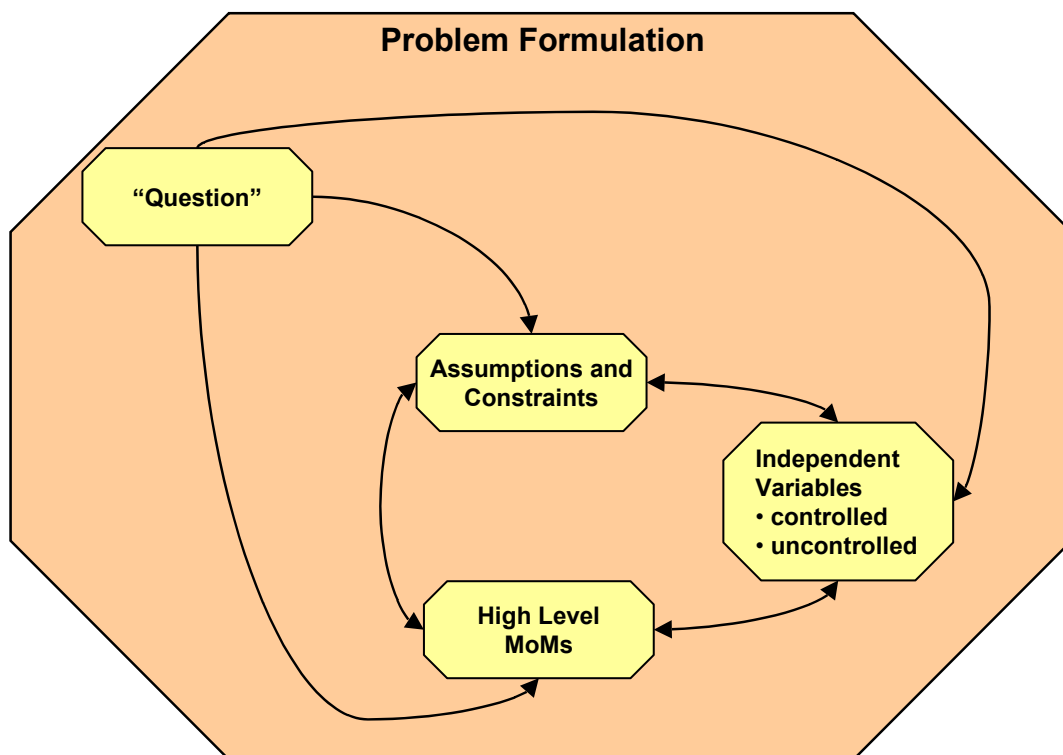 Problem Formulation
“Question”
Assumptions and
Constraints
Independent
Variables
• controlled
• uncontrolled
High Level
MoMs